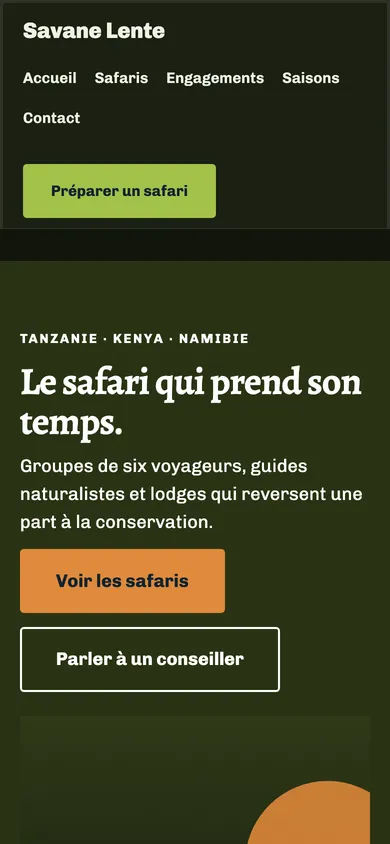 Savane Lente
Accueil Safaris Engagements Saisons
Contact
Préparer un safari
TANZANIE · KENYA · NAMIBIE
Le safari qui prend son
temps.
Groupes de six voyageurs, guides
naturalistes et lodges qui reversent une
part à la conservation.
Voir les safaris
Parler à un conseiller